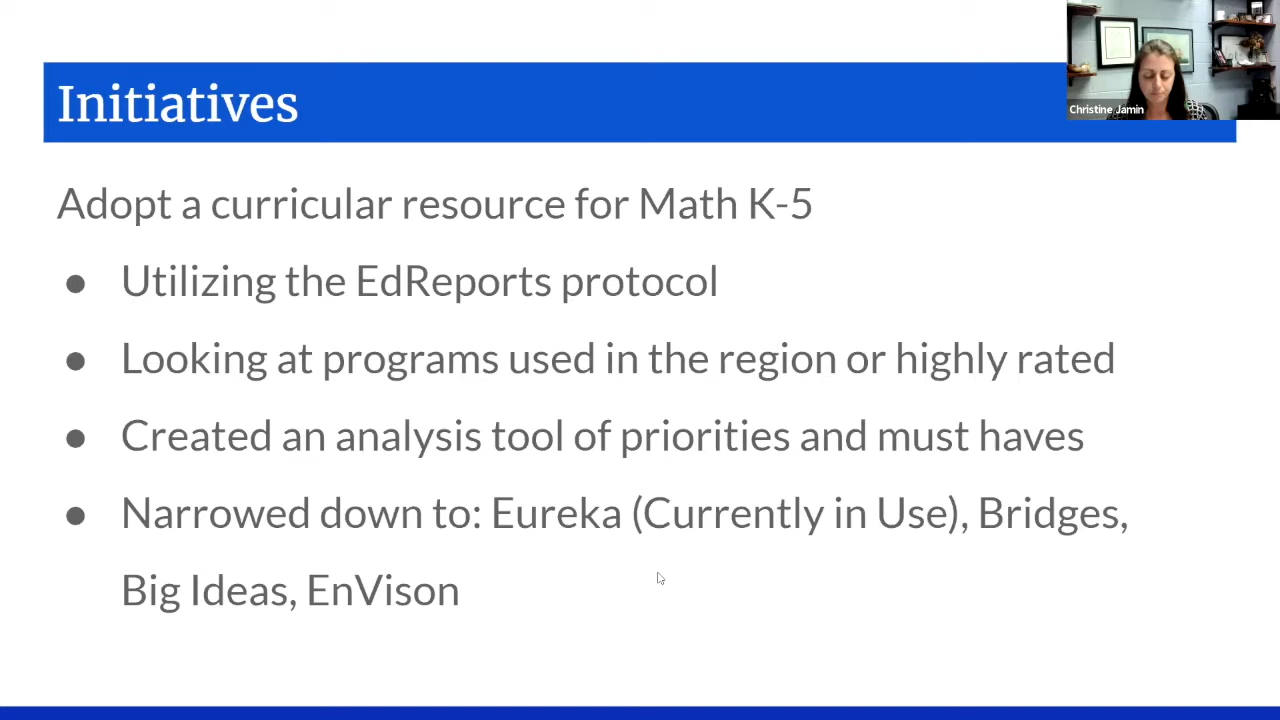 Initiatives
Christine Jamin
Adopt a curricular resource for Math K-5
● Utilizing the EdReports protocol
● Looking at programs used in the region or highly rated
● Created an analysis tool of priorities and must haves
● Narrowed down to: Eureka (Currently in Use), Bridges,
Big Ideas, EnVison